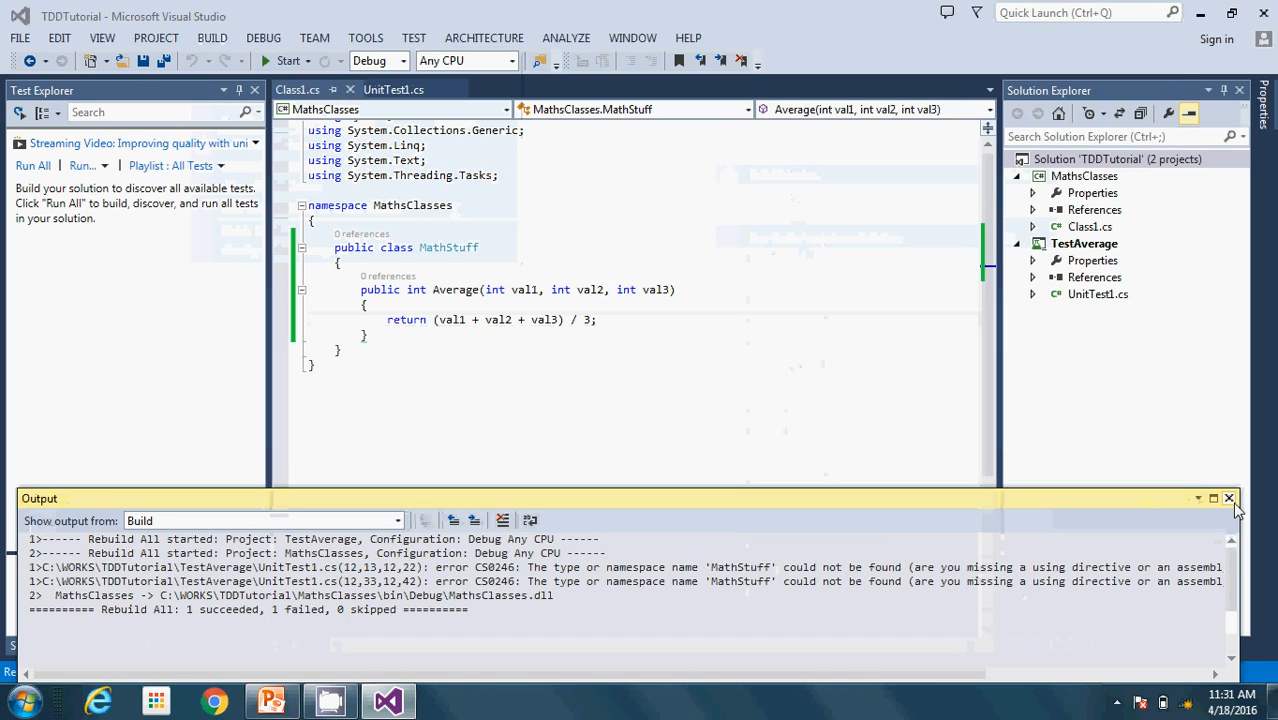 TDDTutorial - Microsoft Visual Studio
Quick Launch (Ctrl+Q)
FILE EDIT VIEW PROJECT BUILD DEBUG TEAM TOOLS TEST ARCHITECTURE ANALYZE WINDOW HELP
Sign in
Start Debug Any CPU
Test Explorer
Search
Streaming Video: Improving quality with uni
Run All Run... Playlist : All Tests
Build your solution to discover all available tests.
Click "Run All" to build, discover, and run all tests
in your solution.
Class1.cs UnitTest1.cs
MathsClasses MathsClasses.MathStuff Average(int val1, int val2, int val3)
using System.Collections.Generic;
using System.Linq;
using System.Text;
using System.Threading.Tasks;
namespace MathsClasses
{
0 references
public class MathStuff
{
0 references
public int Average(int val1, int val2, int val3)
{
return (val1 + val2 + val3) / 3;
}
}
}
Solution Explorer
Search Solution Explorer (Ctrl+;)
Solution 'TDDTutorial' (2 projects)
MathsClasses
Properties
References
Class1.cs
TestAverage
Properties
References
UnitTest1.cs
Properties
Output
Show output from: Build
1>------ Rebuild All started: Project: TestAverage, Configuration: Debug Any CPU ------
2>------ Rebuild All started: Project: MathsClasses, Configuration: Debug Any CPU ------
1>C:\WORKS\TDDTutorial\TestAverage\UnitTest1.cs(12,13,12,22): error CS0246: The type or namespace name 'MathStuff' could not be found (are you missing a using directive or an assembl
1>C:\WORKS\TDDTutorial\TestAverage\UnitTest1.cs(12,33,12,42): error CS0246: The type or namespace name 'MathStuff' could not be found (are you missing a using directive or an assembl
2>  MathsClasses -> C:\WORKS\TDDTutorial\MathsClasses\bin\Debug\MathsClasses.dll
========== Rebuild All: 1 succeeded, 1 failed, 0 skipped ==========
S
Re
11:31 AM
4/18/2016